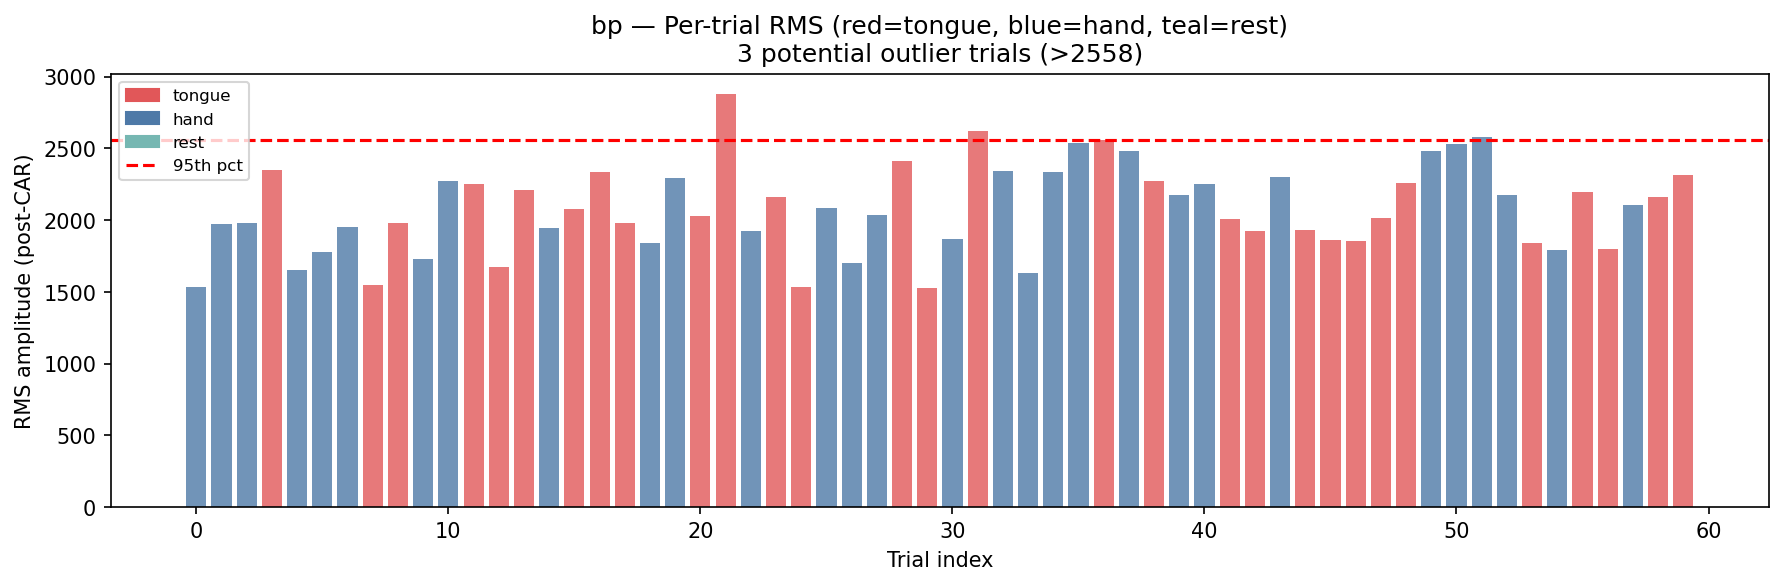 bp — Per-trial RMS (red=tongue, blue=hand, teal=rest)
3 potential outlier trials (>2558)
RMS amplitude (post-CAR)
3000
2500
2000
1500
1000
500
0
tongue
hand
rest
95th pct
0 10 20 30 40 50 60
Trial index